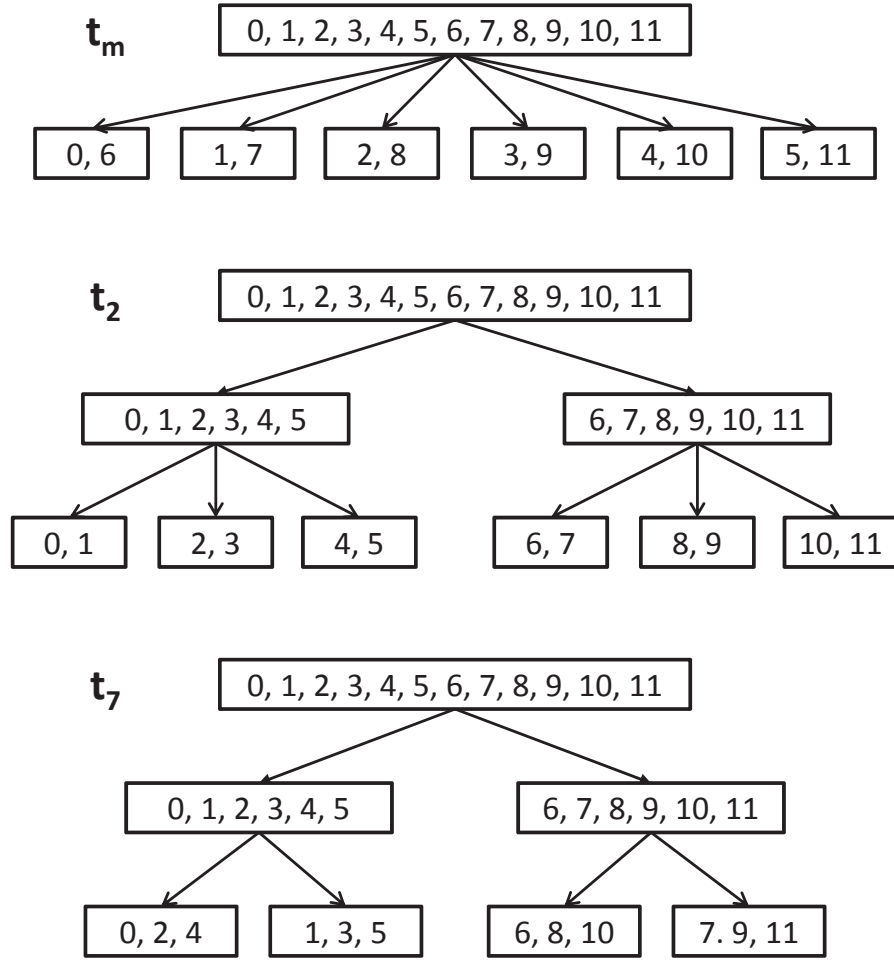 t_m
0, 1, 2, 3, 4, 5, 6, 7, 8, 9, 10, 11
0, 6 1, 7 2, 8 3, 9 4, 10 5, 11
t_2
0, 1, 2, 3, 4, 5, 6, 7, 8, 9, 10, 11
0, 1, 2, 3, 4, 5 6, 7, 8, 9, 10, 11
0, 1 2, 3 4, 5 6, 7 8, 9 10, 11
t_7
0, 1, 2, 3, 4, 5, 6, 7, 8, 9, 10, 11
0, 1, 2, 3, 4, 5 6, 7, 8, 9, 10, 11
0, 2, 4 1, 3, 5 6, 8, 10 7. 9, 11